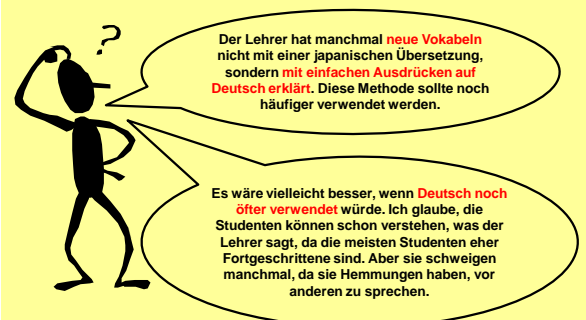 ?
Der Lehrer hat manchmal neue Vokabeln
nicht mit einer japanischen Übersetzung,
sondern mit einfachen Ausdrücken auf
Deutsch erklärt. Diese Methode sollte noch
häufiger verwendet werden.
Es wäre vielleicht besser, wenn Deutsch noch
öfter verwendet würde. Ich glaube, die
Studenten können schon verstehen, was der
Lehrer sagt, da die meisten Studenten eher
Fortgeschrittene sind. Aber sie schweigen
manchmal, da sie Hemmungen haben, vor
anderen zu sprechen.